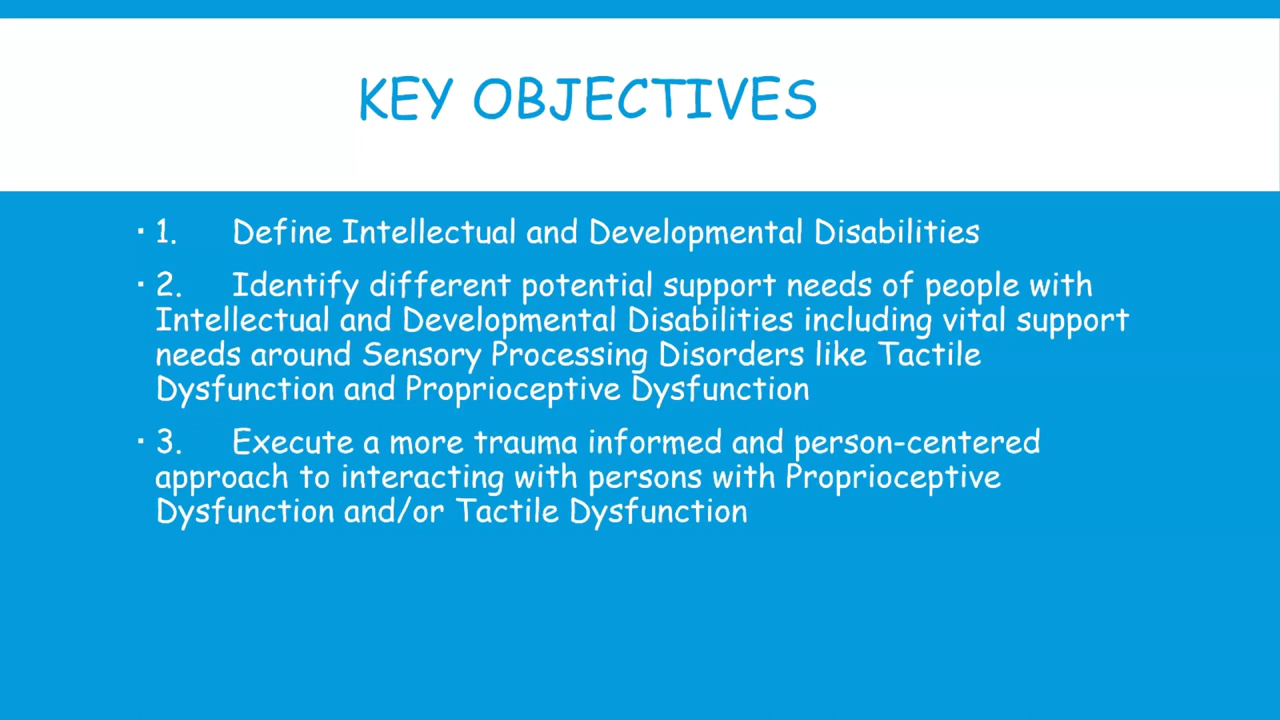 KEY OBJECTIVES
▪ 1. Define Intellectual and Developmental Disabilities
▪ 2. Identify different potential support needs of people with
Intellectual and Developmental Disabilities including vital support
needs around Sensory Processing Disorders like Tactile
Dysfunction and Proprioceptive Dysfunction
▪ 3. Execute a more trauma informed and person-centered
approach to interacting with persons with Proprioceptive
Dysfunction and/or Tactile Dysfunction